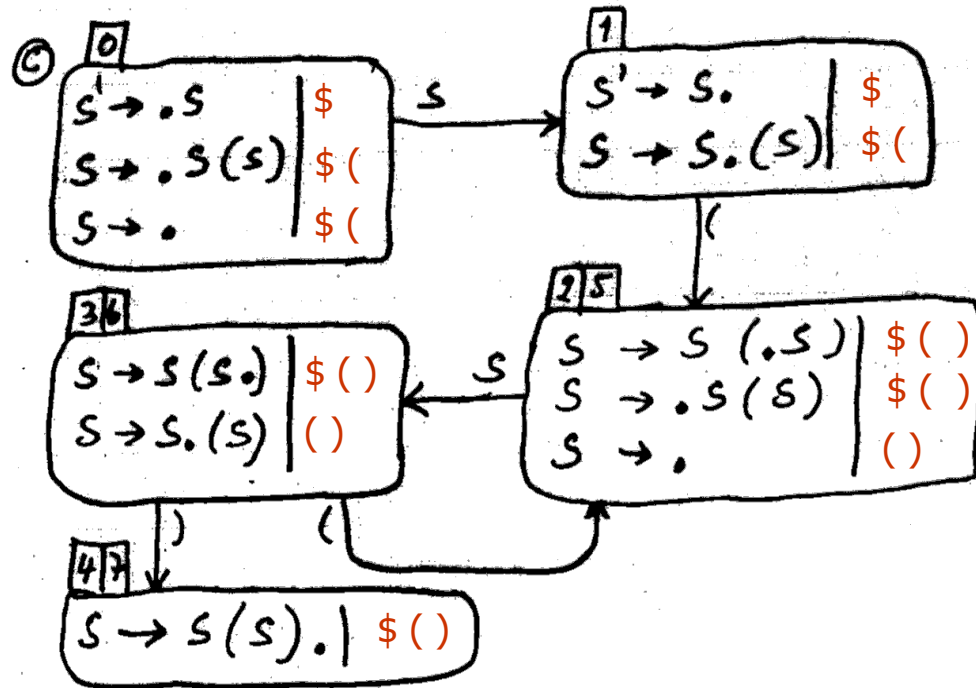 c
0
S' → .S | $
S → .S(S) | $ (
S → . | $ (
S
1
S' → S. | $
S → S.(S) | $ (
(
2 5
S → S(.S) | $ ( )
S → .S(S) | $ ( )
S → . | ( )
S
3 6
S → S(S.) | $ ( )
S → S.(S) | ( )
)
(
4 7
S → S(S). | $ ( )